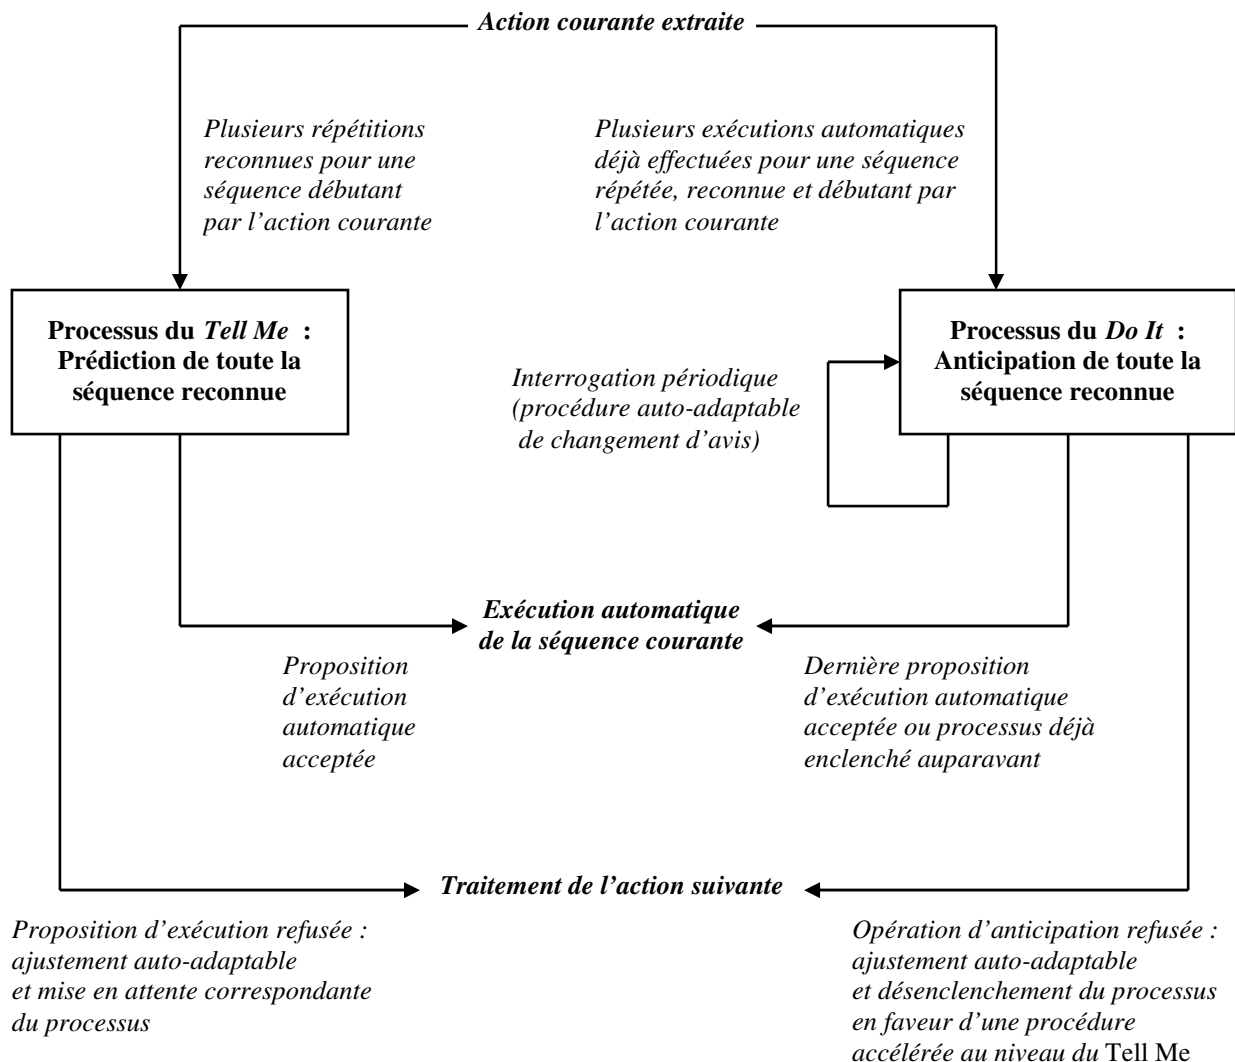 Action courante extraite
Plusieurs répétitions
reconnues pour une
séquence débutant
par l’action courante
Plusieurs exécutions automatiques
déjà effectuées pour une séquence
répétée, reconnue et débutant par
l’action courante
Processus du Tell Me :
Prédiction de toute la
séquence reconnue
Processus du Do It :
Anticipation de toute la
séquence reconnue
Interrogation périodique
(procédure auto-adaptable
de changement d’avis)
Exécution automatique
de la séquence courante
Proposition
d’exécution
automatique
acceptée
Dernière proposition
d’exécution automatique
acceptée ou processus déjà
enclenché auparavant
Traitement de l’action suivante
Proposition d’exécution refusée :
ajustement auto-adaptable
et mise en attente correspondante
du processus
Opération d’anticipation refusée :
ajustement auto-adaptable
et désenclenchement du processus
en faveur d’une procédure
accélérée au niveau du Tell Me